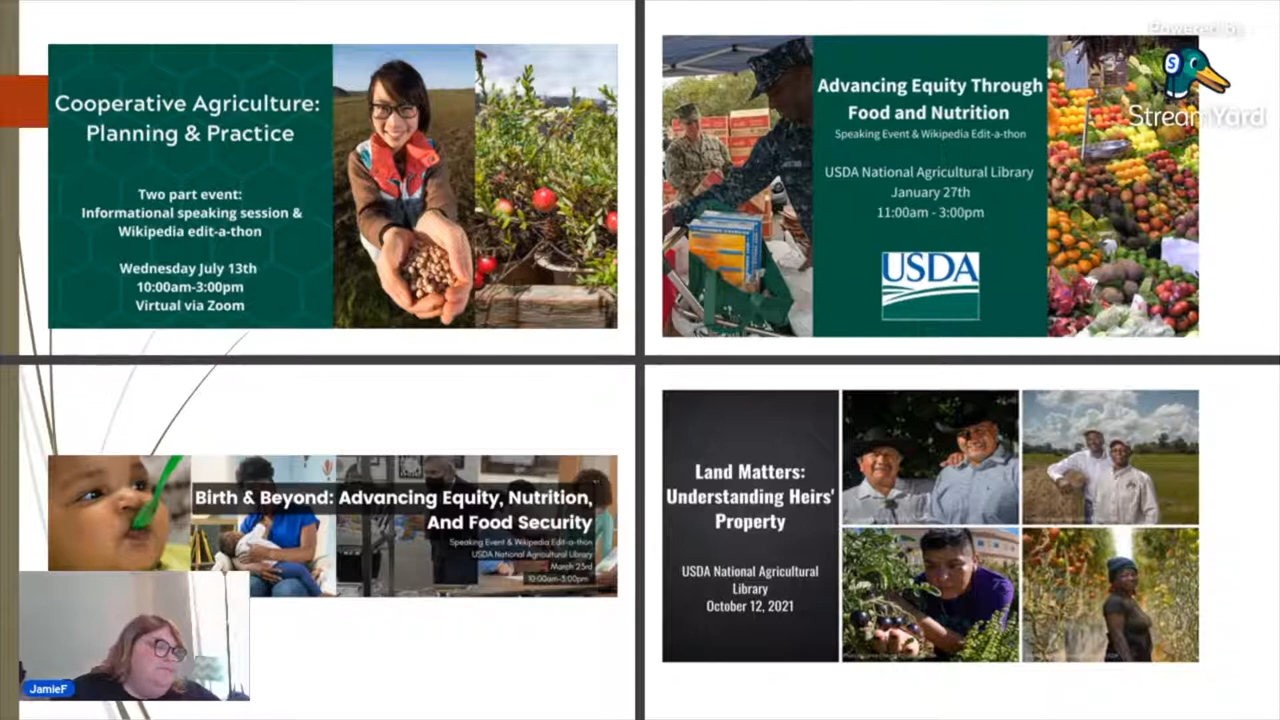 Cooperative Agriculture:
Planning & Practice
Two part event:
Informational speaking session &
Wikipedia edit-a-thon
Wednesday July 13th
10:00am-3:00pm
Virtual via Zoom
Advancing Equity Through
Food and Nutrition
Speaking Event & Wikipedia Edit-a-thon
USDA National Agricultural Library
January 27th
11:00am - 3:00pm
USDA
Powered by
StreamYard
Birth & Beyond: Advancing Equity, Nutrition,
And Food Security
Speaking Event & Wikipedia Edit-a-thon
USDA National Agricultural Library
March 23rd
10:00am-3:00pm
JamieF
Land Matters:
Understanding Heirs'
Property
USDA National Agricultural
Library
October 12, 2021